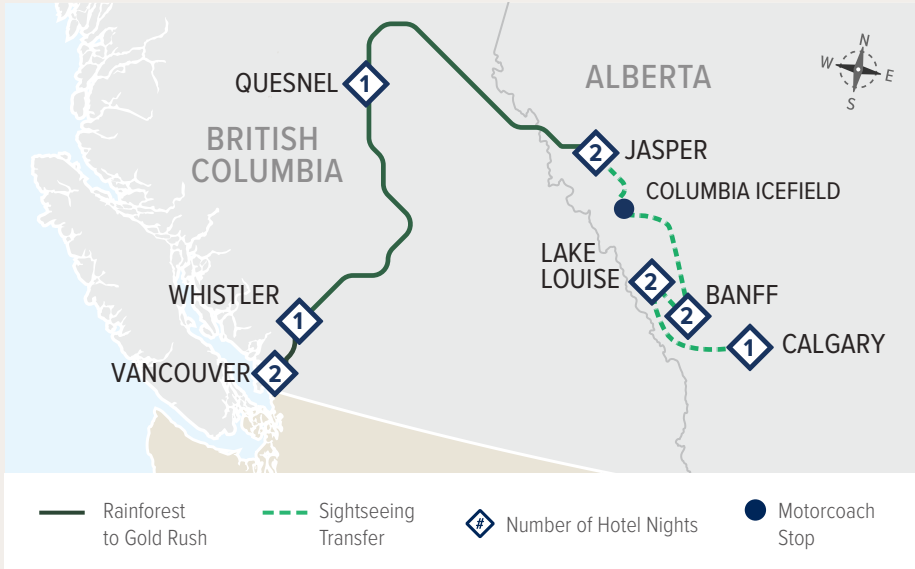 N
W
E
S
QUESNEL
1
ALBERTA
BRITISH
COLUMBIA
2
JASPER
COLUMBIA ICEFIELD
LAKE
LOUISE
2
WHISTLER
1
BANFF
2
CALGARY
1
VANCOUVER
2
Rainforest
to Gold Rush
Sightseeing
Transfer
# Number of Hotel Nights
Motorcoach
Stop